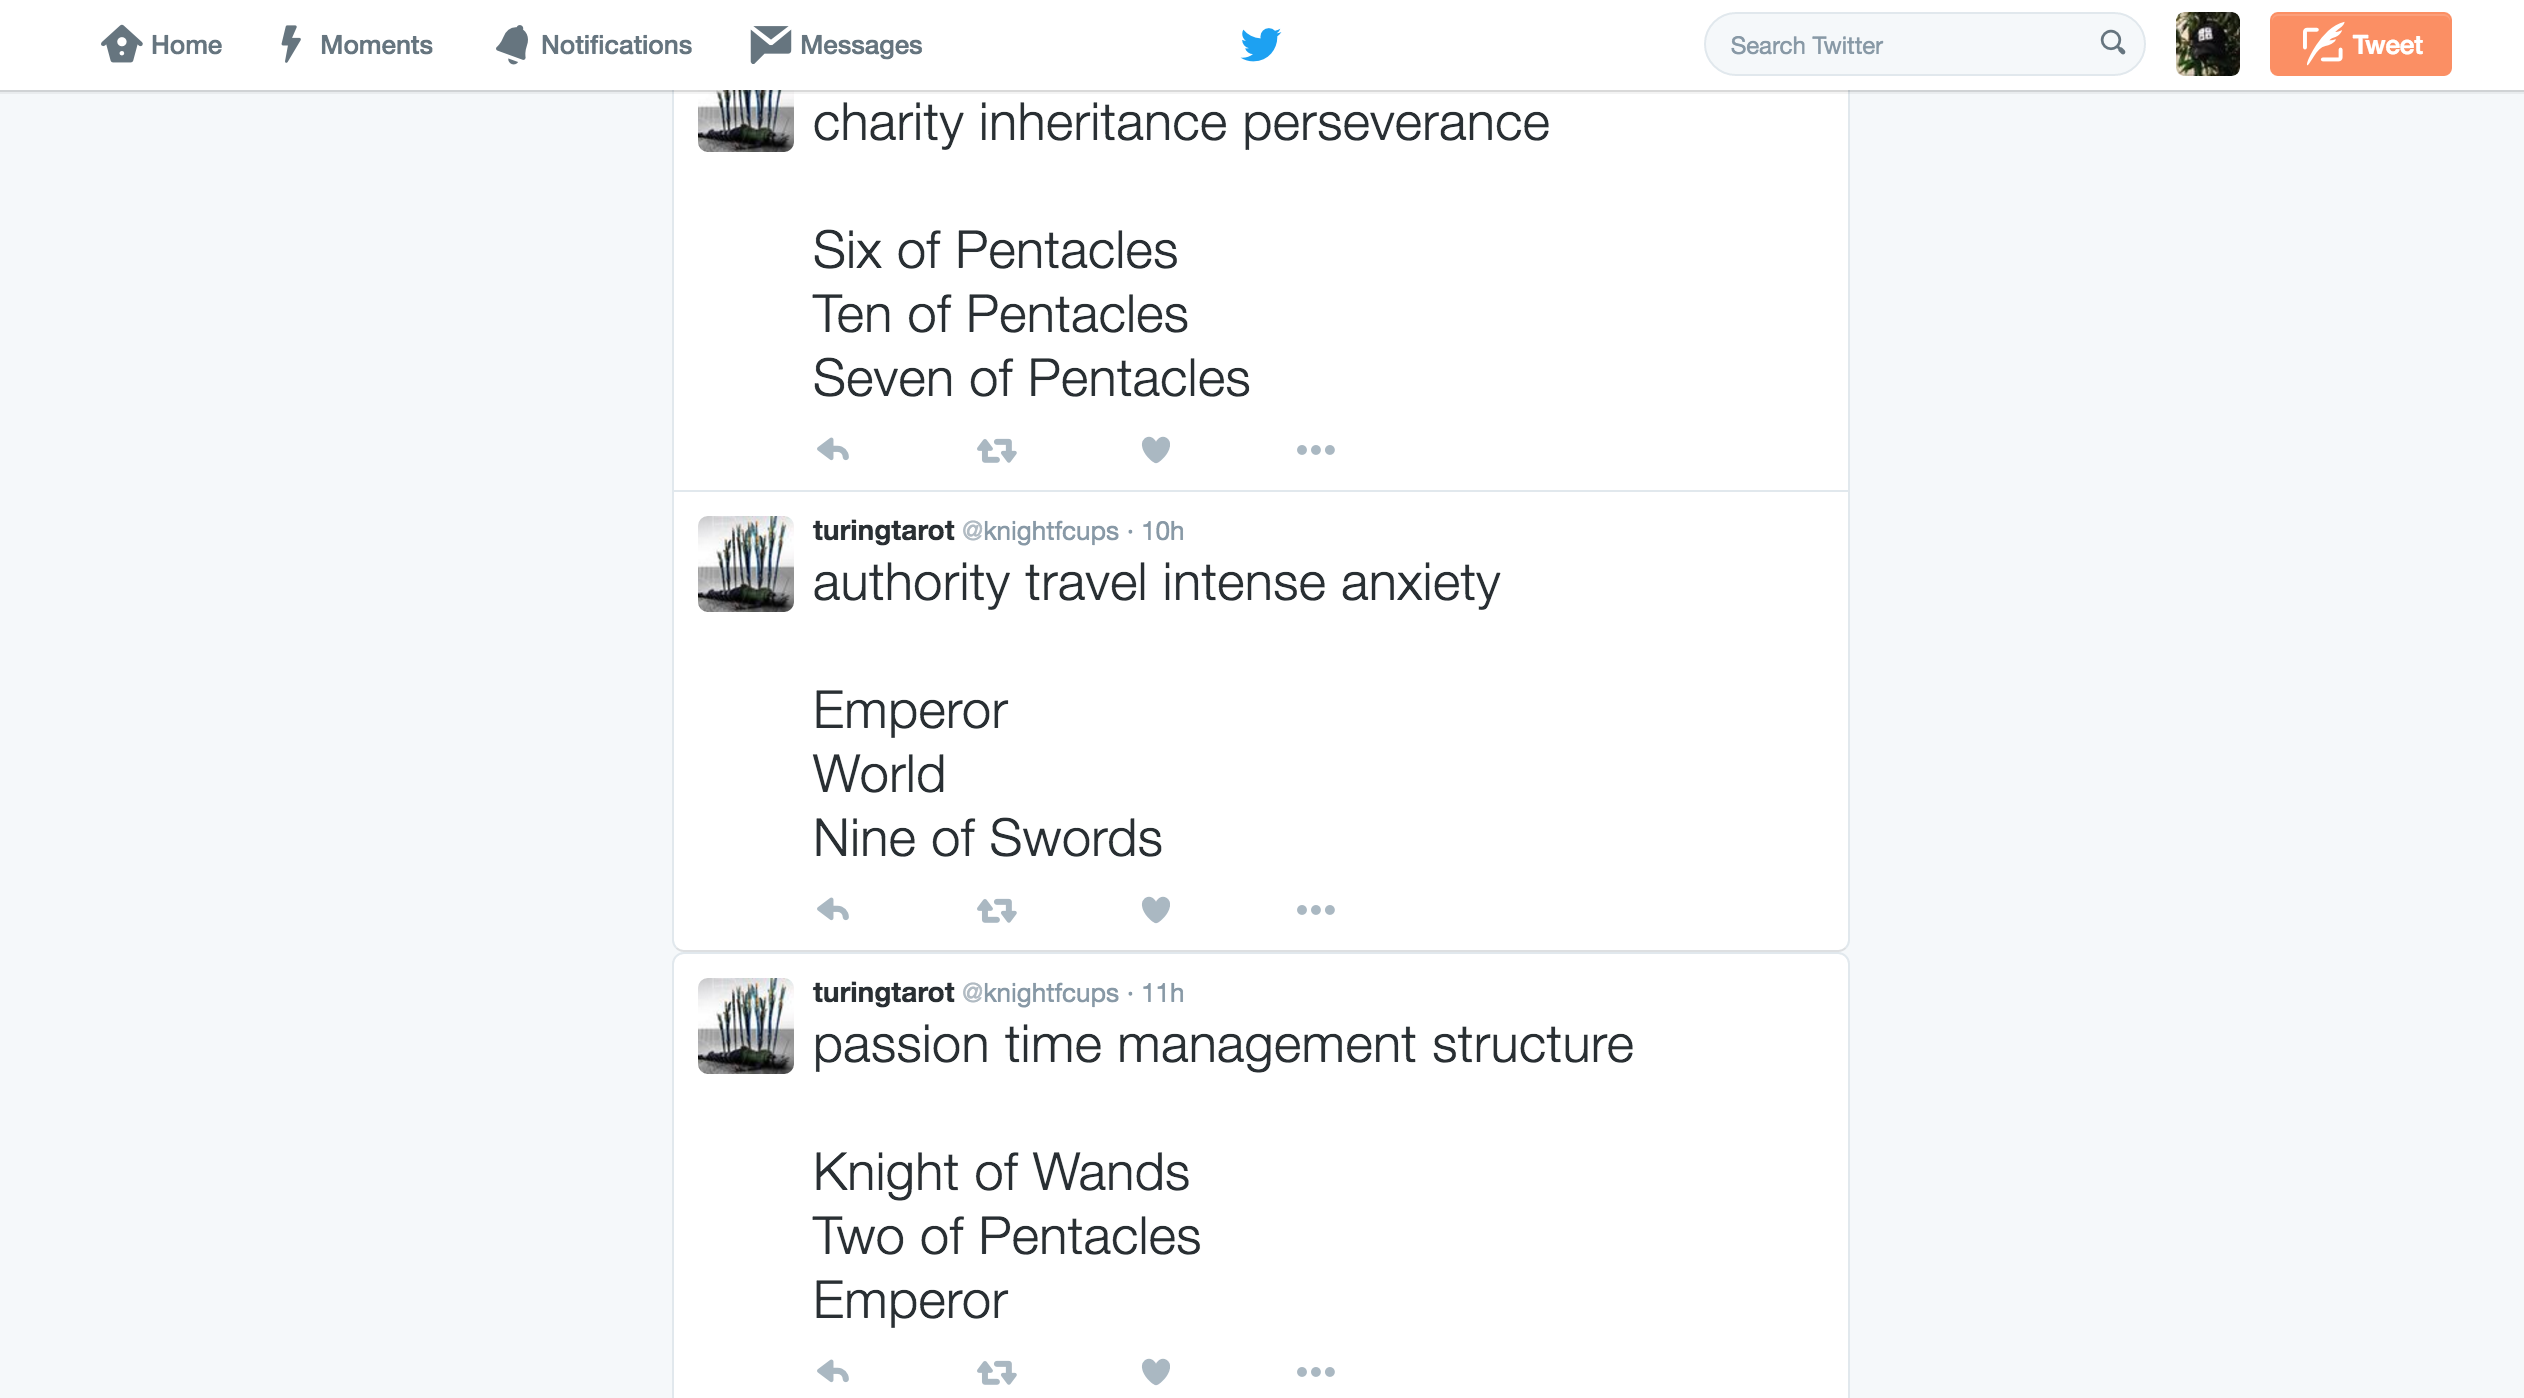 Home Moments Notifications Messages Search Twitter Tweet
charity inheritance perseverance
Six of Pentacles
Ten of Pentacles
Seven of Pentacles
turingtarot @knightfcups · 10h
authority travel intense anxiety
Emperor
World
Nine of Swords
turingtarot @knightfcups · 11h
passion time management structure
Knight of Wands
Two of Pentacles
Emperor